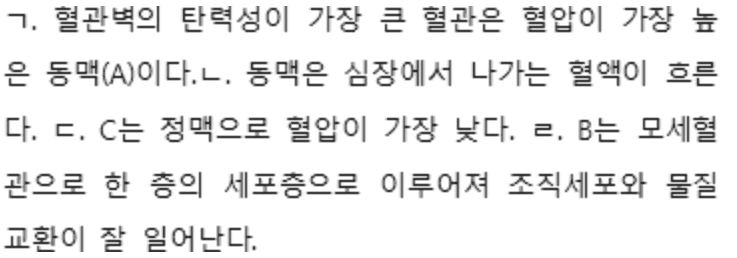 ㄱ. 혈관벽의 탄력성이 가장 큰 혈관은 혈압이 가장 높
은 동맥(A)이다.ㄴ. 동맥은 심장에서 나가는 혈액이 흐른
다. ㄷ. C는 정맥으로 혈압이 가장 낮다. ㄹ. B는 모세혈
관으로 한 층의 세포층으로 이루어져 조직세포와 물질
교환이 잘 일어난다.